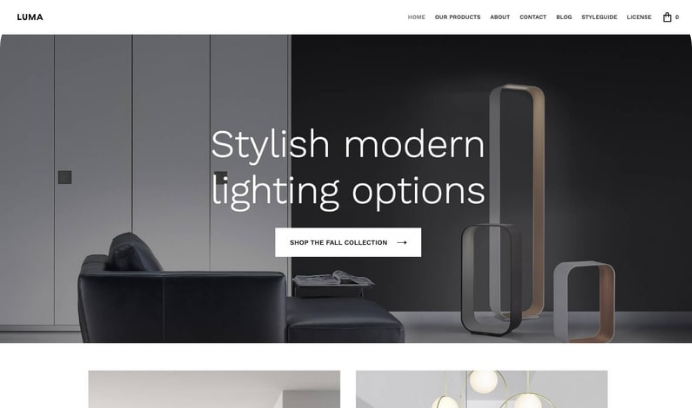 LUMA
HOME OUR PRODUCTS ABOUT CONTACT BLOG STYLEGUIDE LICENSE 0
Stylish modern
lighting options
SHOP THE FALL COLLECTION →